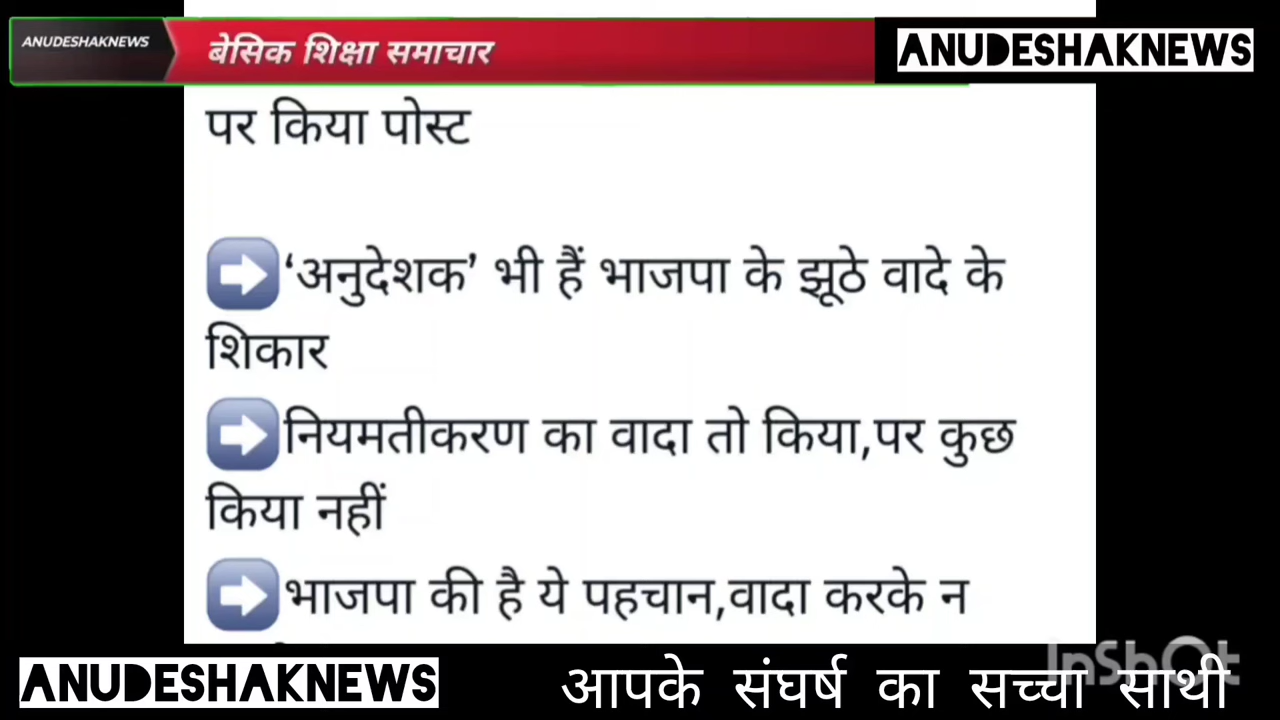 ANUDESHAKNEWS
बेसिक शिक्षा समाचार
ANUDESHAKNEWS
पर किया पोस्ट
➡️‘अनुदेशक’ भी हैं भाजपा के झूठे वादे के
शिकार
➡️नियमतीकरण का वादा तो किया,पर कुछ
किया नहीं
➡️भाजपा की है ये पहचान,वादा करके न
ANUDESHAKNEWS
आपके संघर्ष का सच्चा साथी
InShOt